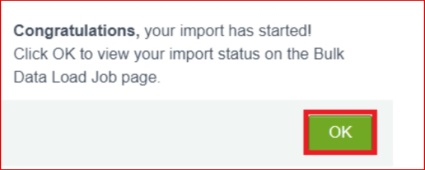 Congratulations, your import has started!
Click OK to view your import status on the Bulk
Data Load Job page.
OK